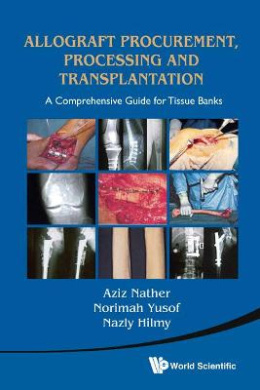 ALLOGRAFT PROCUREMENT,
PROCESSING AND
TRANSPLANTATION
A Comprehensive Guide for Tissue Banks
Aziz Nather
Norimah Yusof
Nazly Hilmy
World Scientific